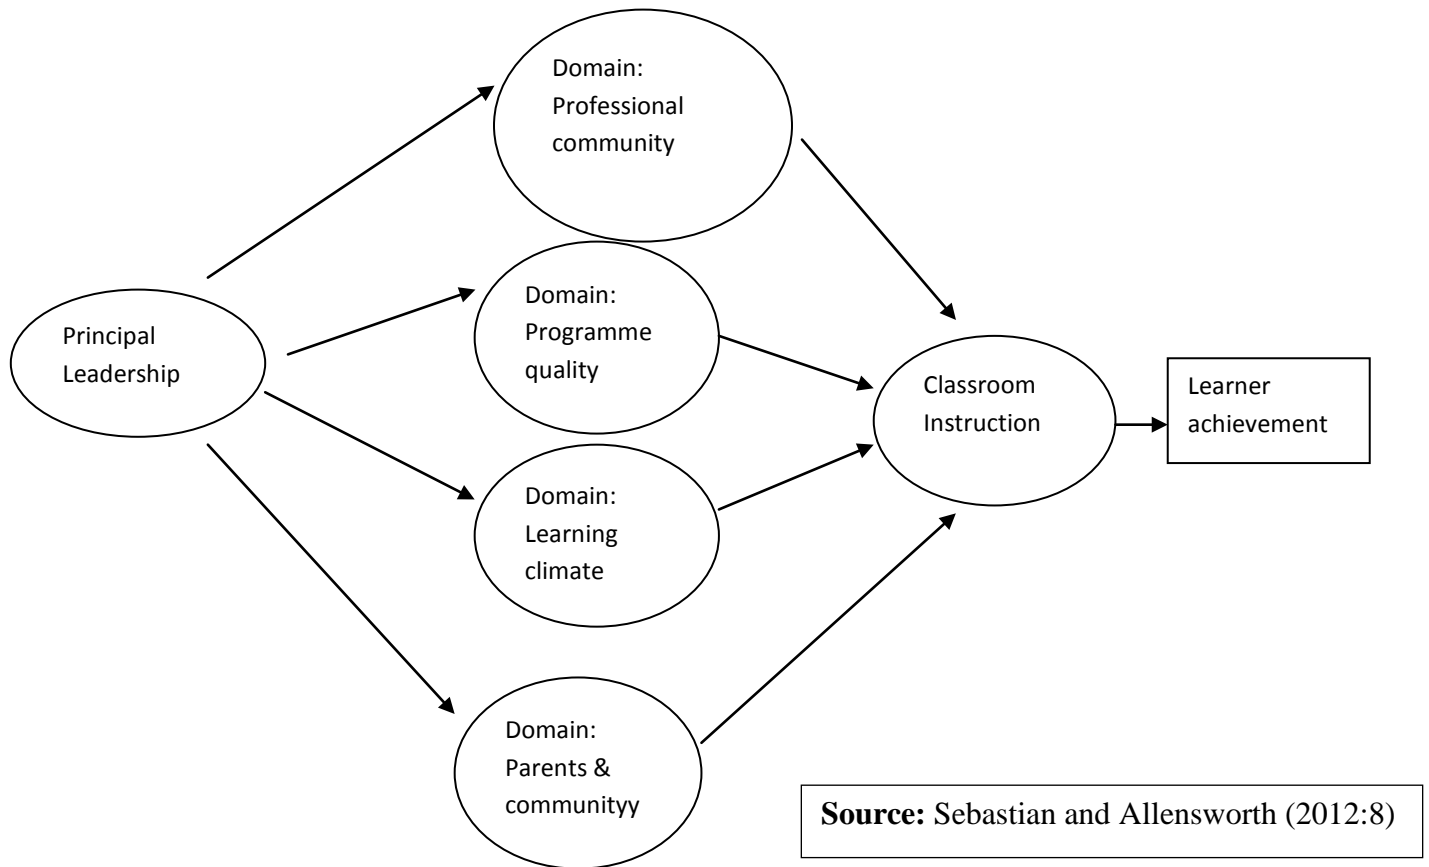 Domain:
Professional
community
Domain:
Programme
quality
Principal
Leadership
Classroom
Instruction
Learner
achievement
Domain:
Learning
climate
Domain:
Parents &
communityy
Source: Sebastian and Allensworth (2012:8)